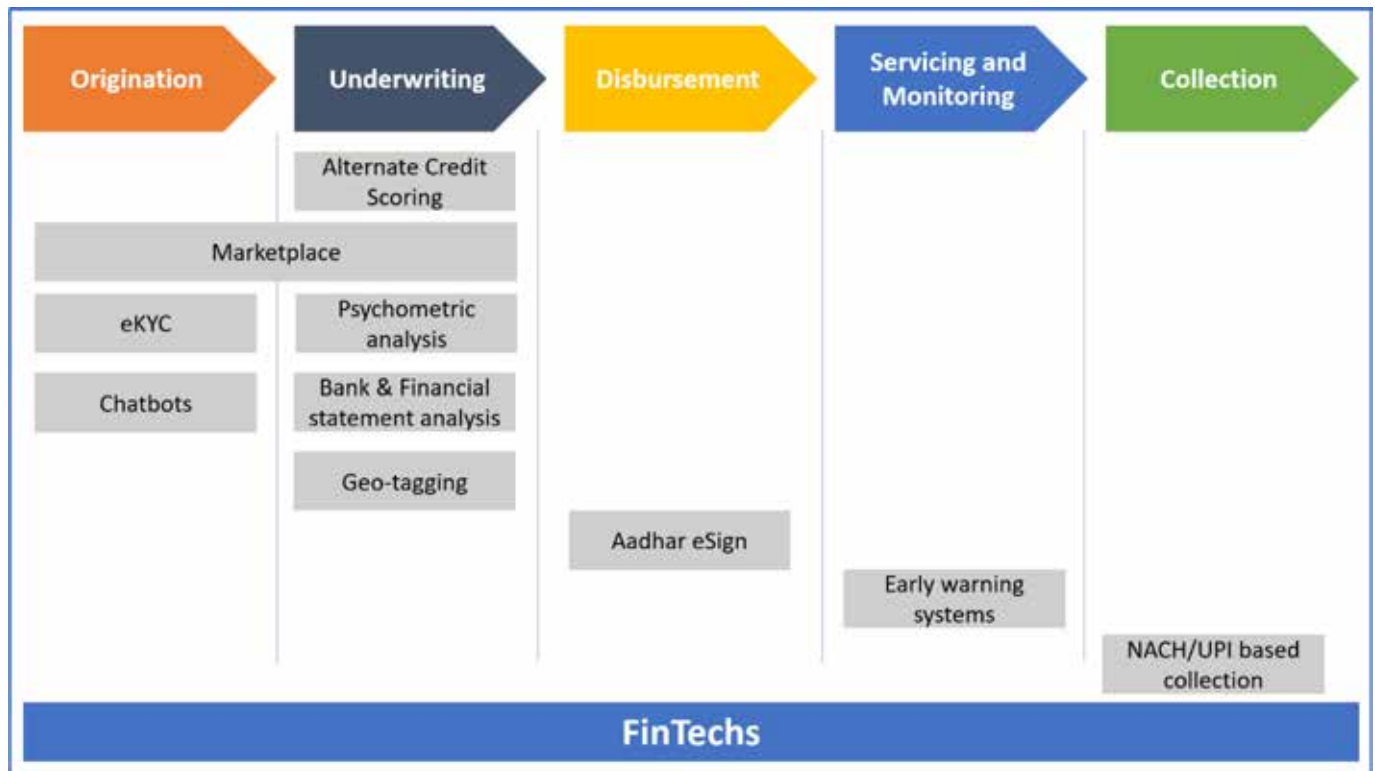 Origination
Underwriting
Disbursement
Servicing and
Monitoring
Collection
Alternate Credit
Scoring
Marketplace
eKYC
Psychometric
analysis
Chatbots
Bank & Financial
statement analysis
Geo-tagging
Aadhar eSign
Early warning
systems
NACH/UPI based
collection
FinTechs